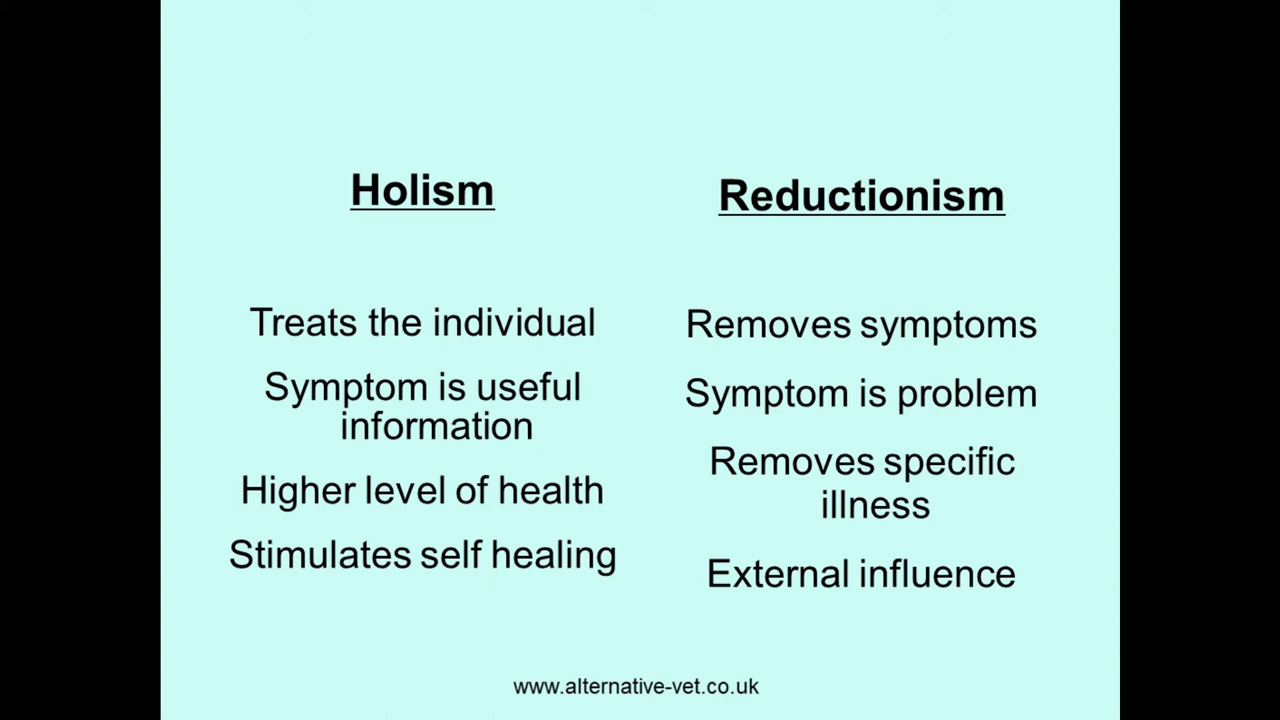 Holism
Treats the individual
Symptom is useful
information
Higher level of health
Stimulates self healing
Reductionism
Removes symptoms
Symptom is problem
Removes specific
illness
External influence
www.alternative-vet.co.uk